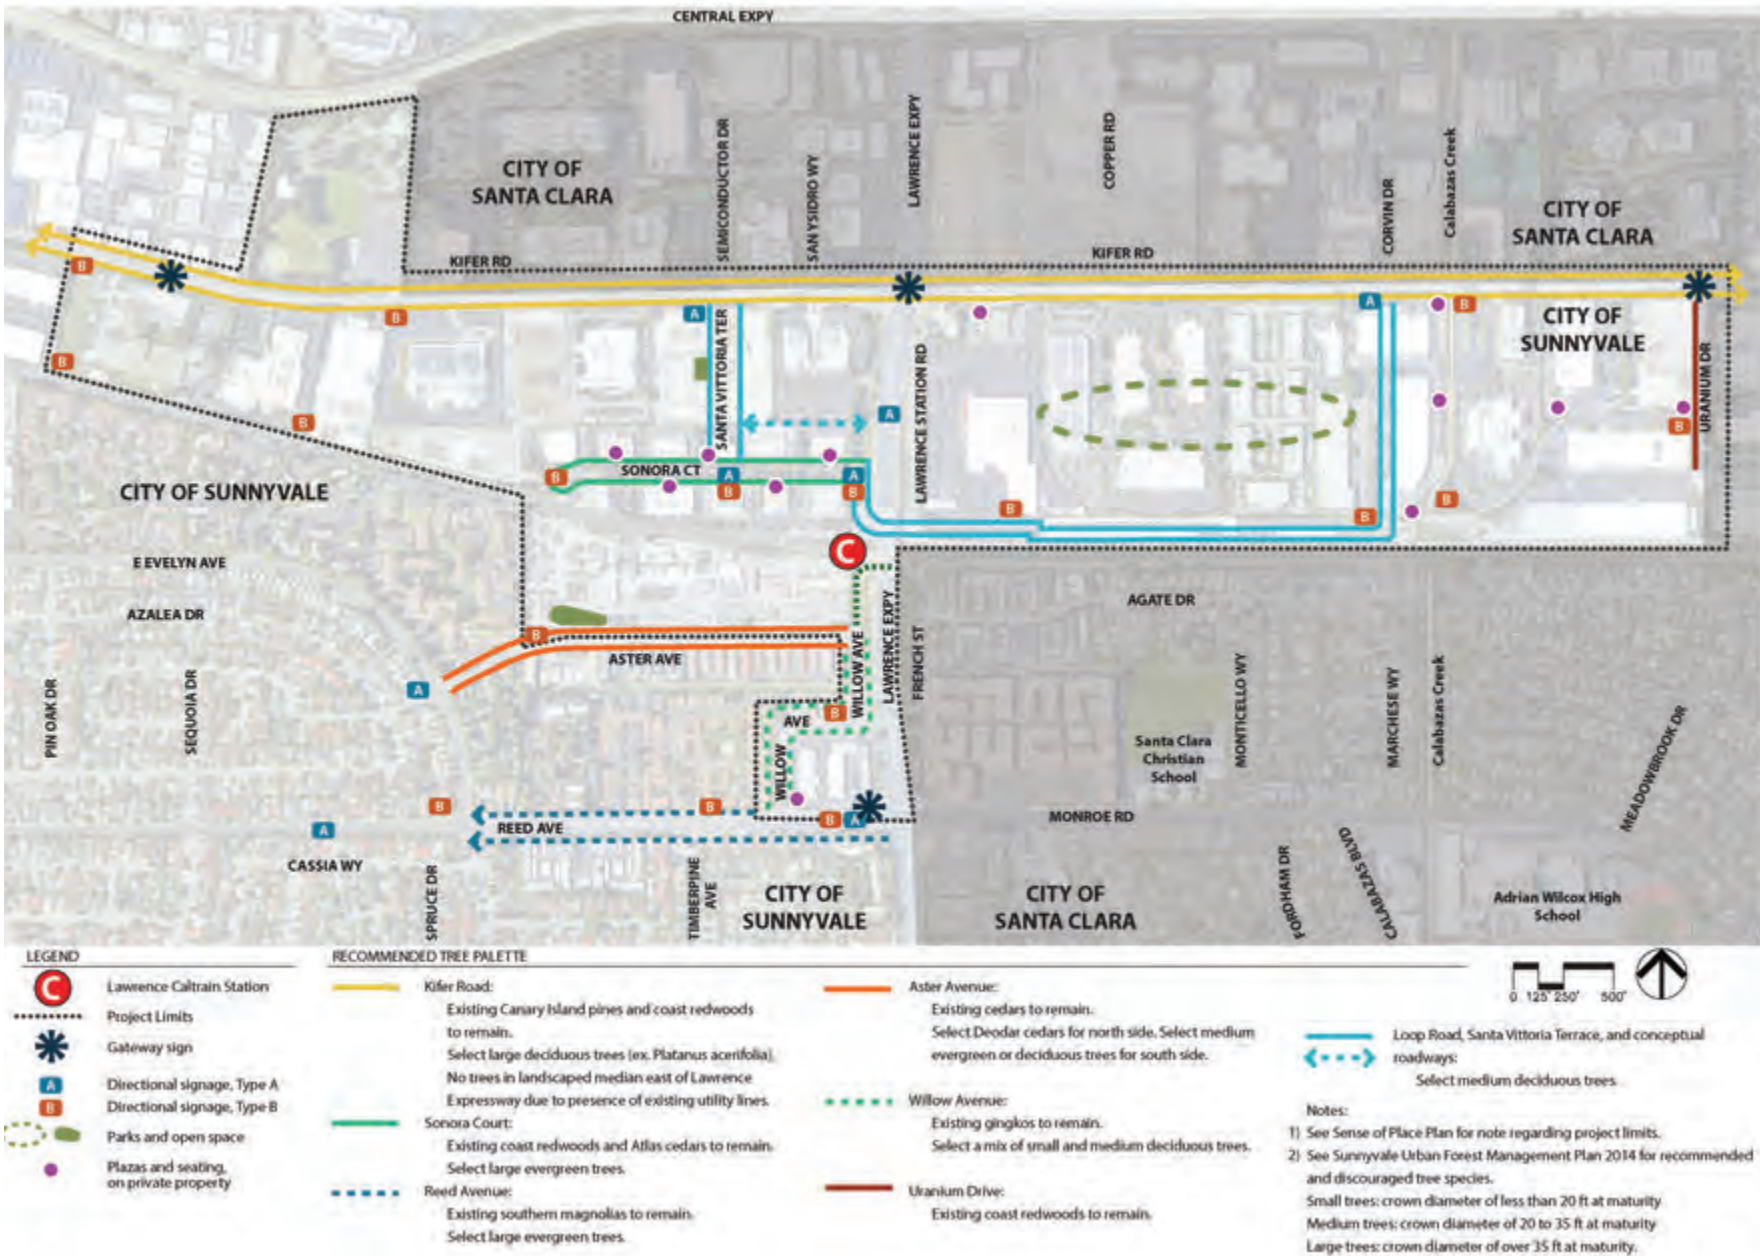 CENTRAL EXPY
CITY OF
SANTA CLARA
SEMICONDUCTOR DR
SAN YSIDRO WY
LAWRENCE EXPY
COPPER RD
CORVIN DR
Calabazas Creek
CITY OF
SANTA CLARA
KIFER RD
KIFER RD
B
B
A
A
B
CITY OF
SUNNYVALE
B
SANTA VITTORIA TER
LAWRENCE STATION RD
URANIUM DR
A
B
B
CITY OF SUNNYVALE
SONORA CT
B
A
B
A
B
B
B
B
C
E EVELYN AVE
AZALEA DR
AGATE DR
B
ASTER AVE
WILLOW AVE
LAWRENCE EXPY
FRENCH ST
A
PIN OAK DR
SEQUOIA DR
AVE
B
WILLOW
Santa Clara
Christian
School
MONTICELLO WY
MARCHESE WY
Calabazas Creek
MEADOWBROOK DR
B
B
B
A
A
REED AVE
MONROE RD
CASSIA WY
SPRUCE DR
TIMBERPINE
AVE
CITY OF
SUNNYVALE
CITY OF
SANTA CLARA
FORDHAM DR
CALABAZAS BLVD
Adrian Wilcox High
School
LEGEND
C Lawrence Caltrain Station
Project Limits
Gateway sign
A Directional signage, Type A
B Directional signage, Type B
Parks and open space
Plazas and seating,
on private property
RECOMMENDED TREE PALETTE
Kifer Road:
Existing Canary Island pines and coast redwoods
to remain.
Select large deciduous trees (ex. Platanus acerifolia).
No trees in landscaped median east of Lawrence
Expressway due to presence of existing utility lines.
Sonora Court:
Existing coast redwoods and Atlas cedars to remain.
Select large evergreen trees.
Reed Avenue:
Existing southern magnolias to remain.
Select large evergreen trees.
Aster Avenue:
Existing cedars to remain.
Select Deodar cedars for north side. Select medium
evergreen or deciduous trees for south side.
Willow Avenue:
Existing gingkos to remain.
Select a mix of small and medium deciduous trees.
Uranium Drive:
Existing coast redwoods to remain.
0 125' 250' 500'
Loop Road, Santa Vittoria Terrace, and conceptual
roadways:
Select medium deciduous trees.
Notes:
1) See Sense of Place Plan for note regarding project limits.
2) See Sunnyvale Urban Forest Management Plan 2014 for recommended
and discouraged tree species.
Small trees: crown diameter of less than 20 ft at maturity
Medium trees: crown diameter of 20 to 35 ft at maturity
Large trees: crown diameter of over 35 ft at maturity.